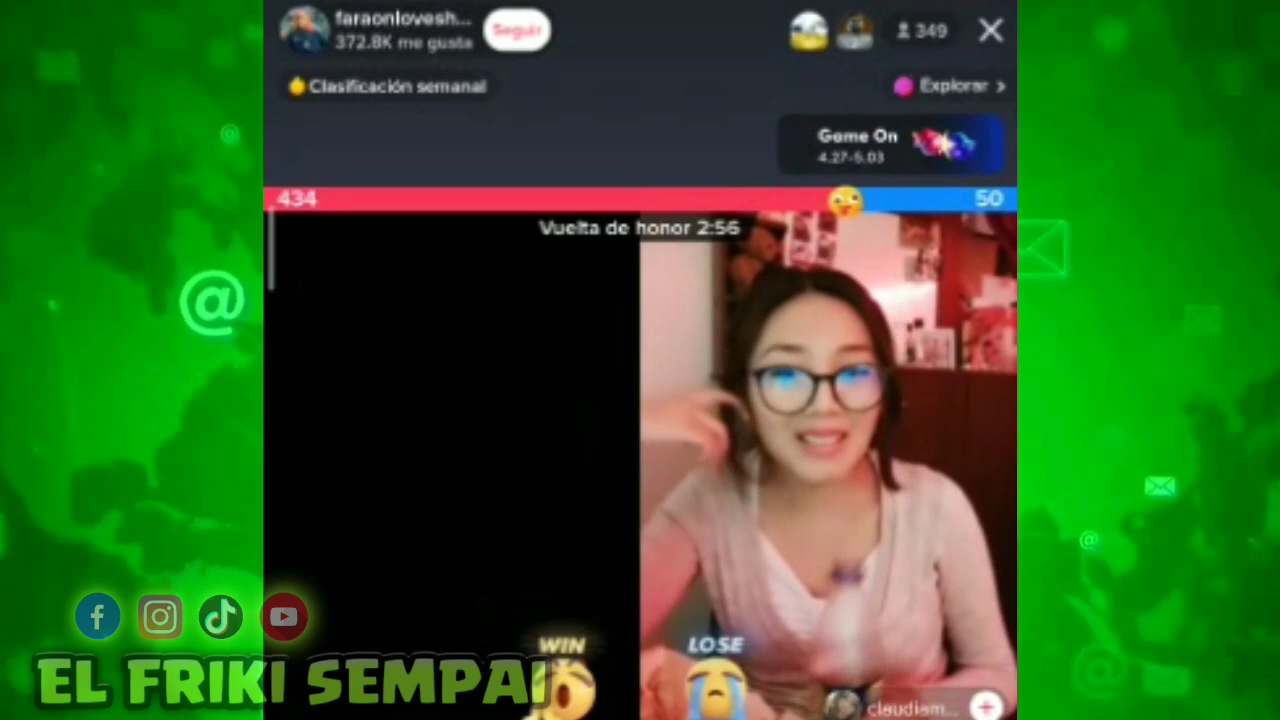 faraonlovesh...
372.8K me gusta
Seguir
349
Clasificación semanal
Explorar >
Game On
4.27-5.03
434
50
Vuelta de honor 2:56
WIN
LOSE
EL FRIKI SEMPAI
claudiam...